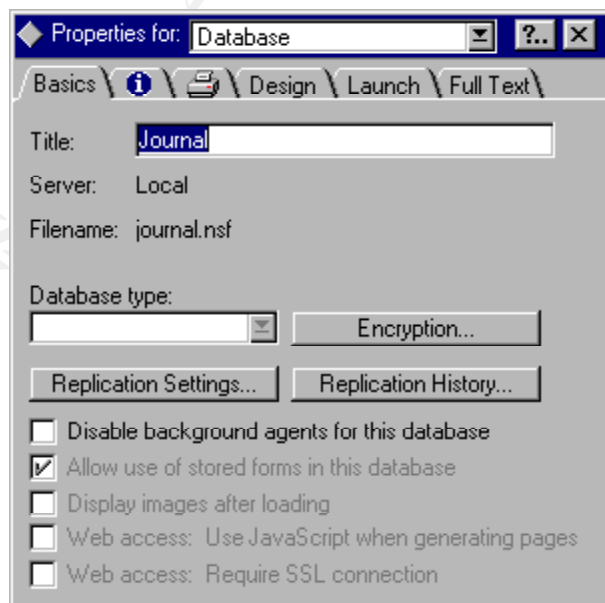 Properties for: Database ?..
Basics i Design Launch Full Text
Title: Journal
Server: Local
Filename: journal.nsf
Database type:
Encryption...
Replication Settings... Replication History...
Disable background agents for this database
Allow use of stored forms in this database
Display images after loading
Web access: Use JavaScript when generating pages
Web access: Require SSL connection